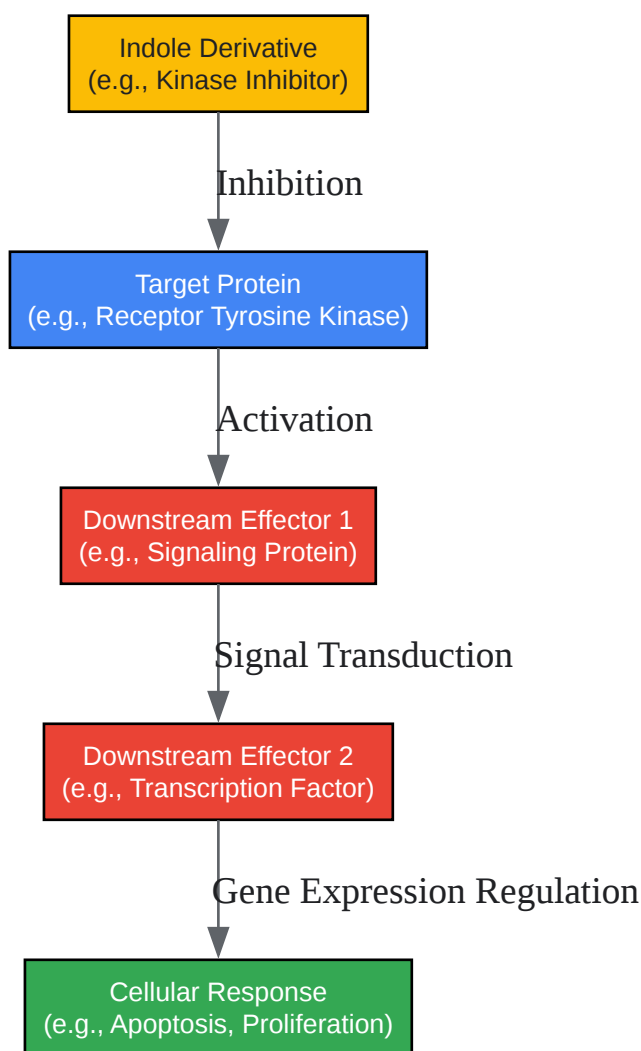 Indole Derivative
(e.g., Kinase Inhibitor)
Inhibition
Target Protein
(e.g., Receptor Tyrosine Kinase)
Activation
Downstream Effector 1
(e.g., Signaling Protein)
Signal Transduction
Downstream Effector 2
(e.g., Transcription Factor)
Gene Expression Regulation
Cellular Response
(e.g., Apoptosis, Proliferation)